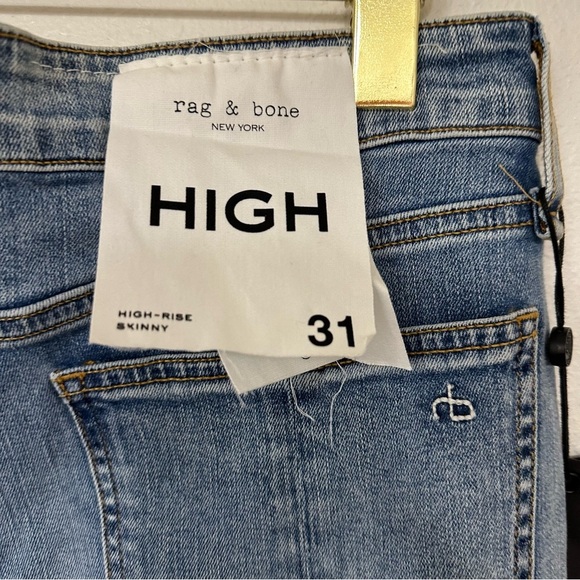 rag & bone
NEW YORK
HIGH
HIGH-RISE
SKINNY
31
rb